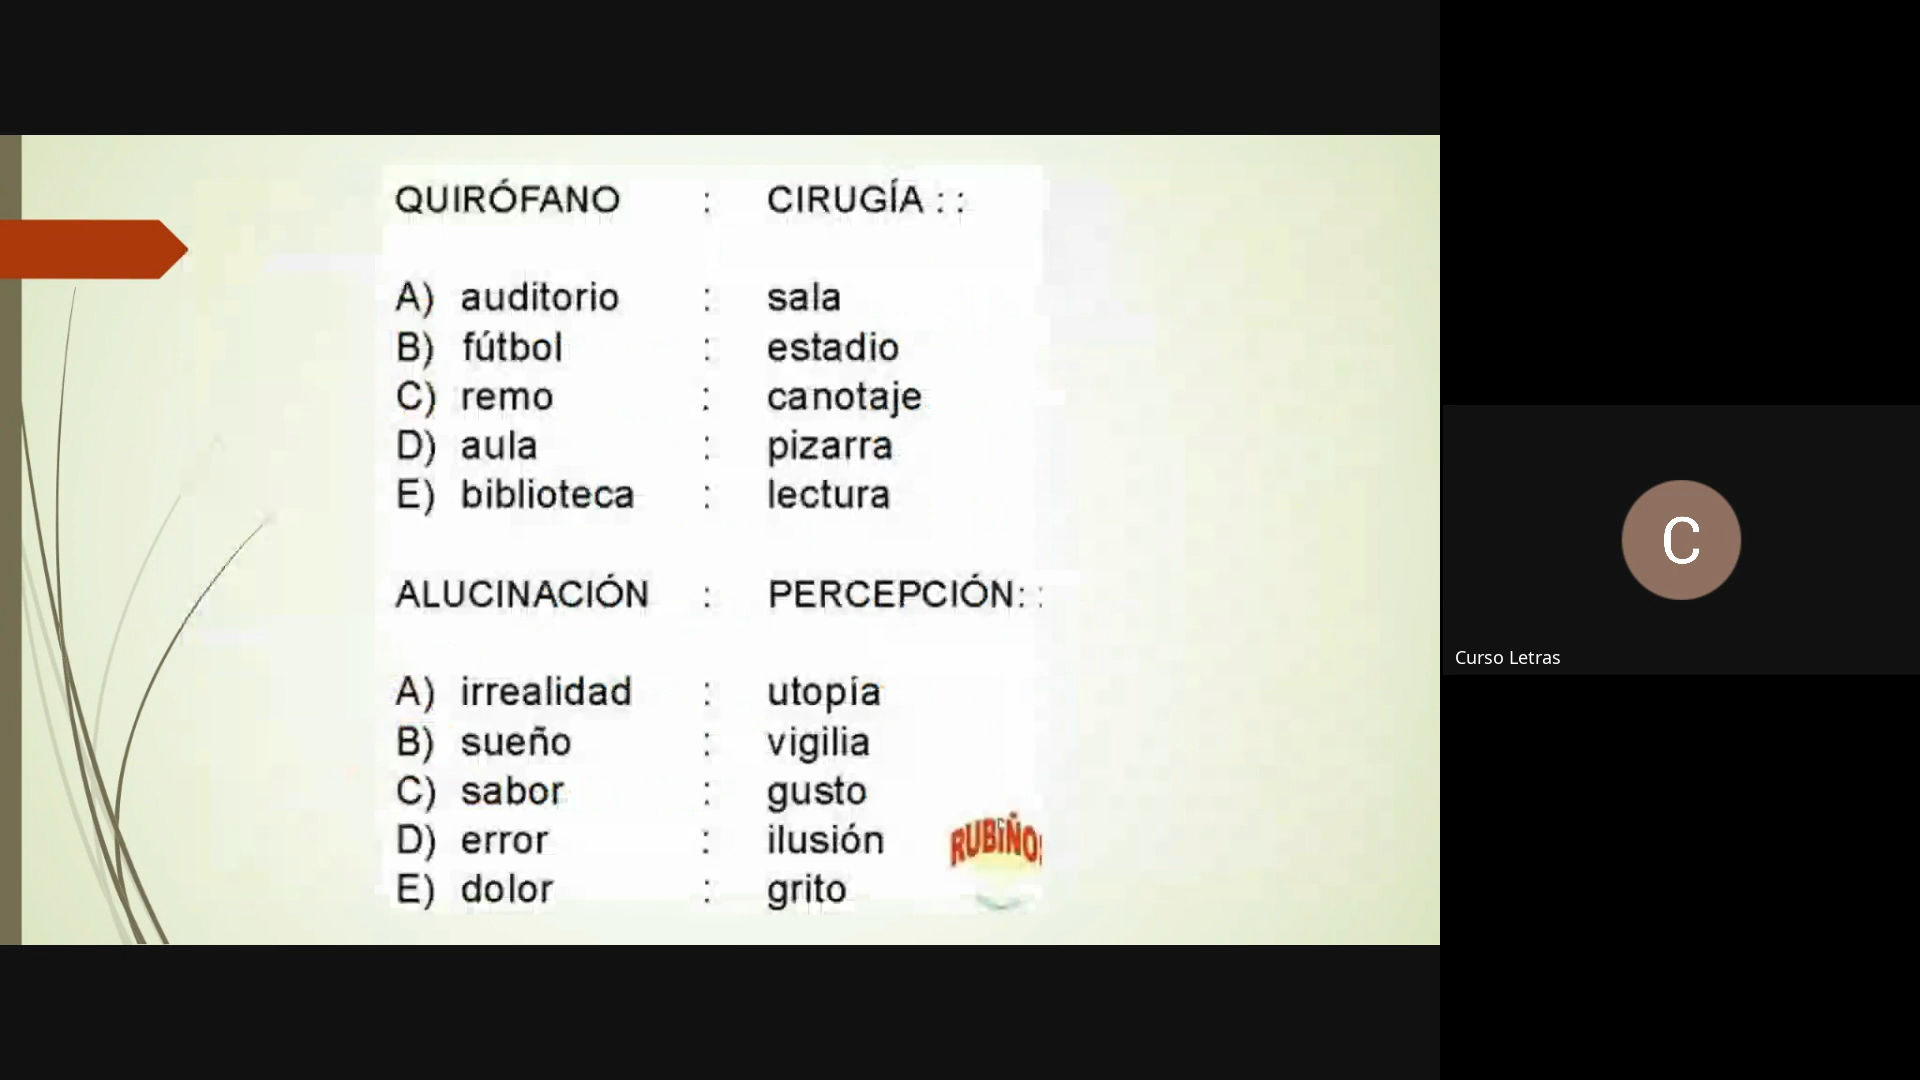 QUIRÓFANO : CIRUGÍA : :
A) auditorio : sala
B) fútbol : estadio
C) remo : canotaje
D) aula : pizarra
E) biblioteca : lectura
ALUCINACIÓN : PERCEPCIÓN: :
A) irrealidad : utopía
B) sueño : vigilia
C) sabor : gusto
D) error : ilusión
E) dolor : grito
RUBIÑO
C
Curso Letras